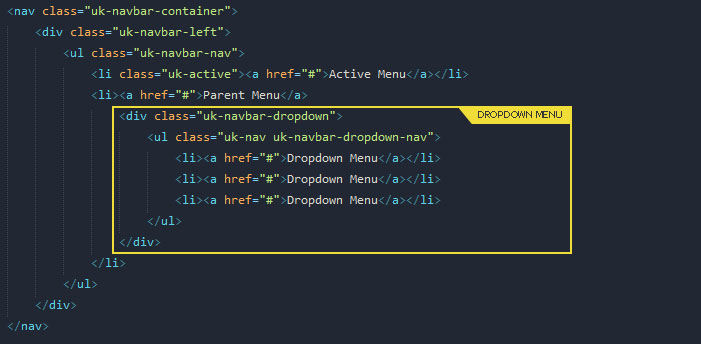 <nav class="uk-navbar-container">
<div class="uk-navbar-left">
<ul class="uk-navbar-nav">
<li class="uk-active"><a href="#">Active Menu</a></li>
<li><a href="#">Parent Menu</a>
<div class="uk-navbar-dropdown"> DROPDOWN MENU
<ul class="uk-nav uk-navbar-dropdown-nav">
<li><a href="#">Dropdown Menu</a></li>
<li><a href="#">Dropdown Menu</a></li>
<li><a href="#">Dropdown Menu</a></li>
</ul>
</div>
</li>
</ul>
</div>
</nav>